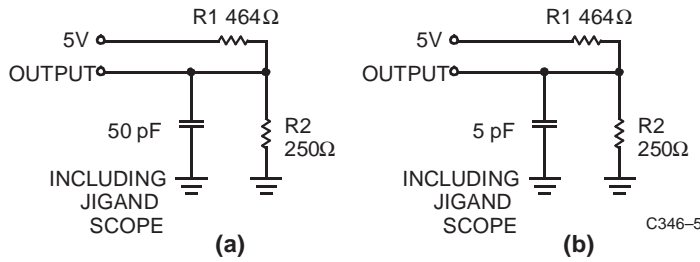 R1 464Ω
5V
OUTPUT
50 pF
R2
250Ω
INCLUDING
JIGAND
SCOPE
(a)
R1 464Ω
5V
OUTPUT
5 pF
R2
250Ω
INCLUDING
JIGAND
SCOPE
(b)
C346–5